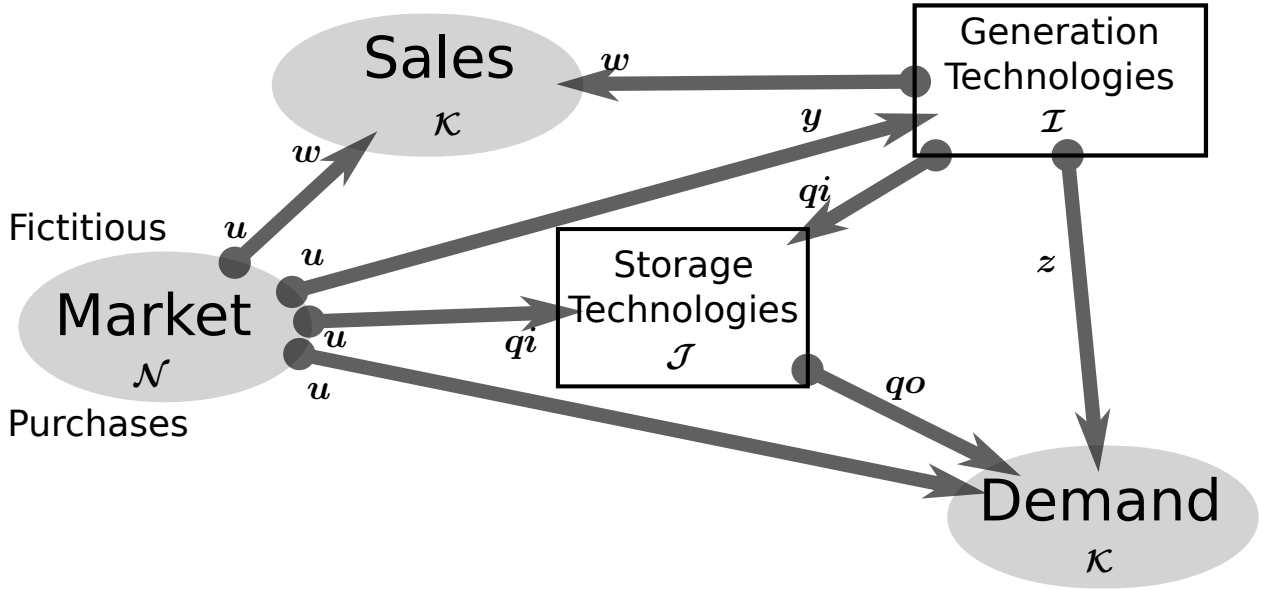 Sales
𝒦
Generation
Technologies
ℐ
w
y
w
qi
Fictitious
u
u
Market
𝒩
Storage
Technologies
𝒥
z
u
qi
u
qo
Purchases
Demand
𝒦